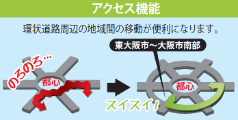 アクセス機能
環状道路周辺の地域間の移動が便利になります。
東大阪市〜大阪市南部
のろのろ…
都心
都心
スイスイ!